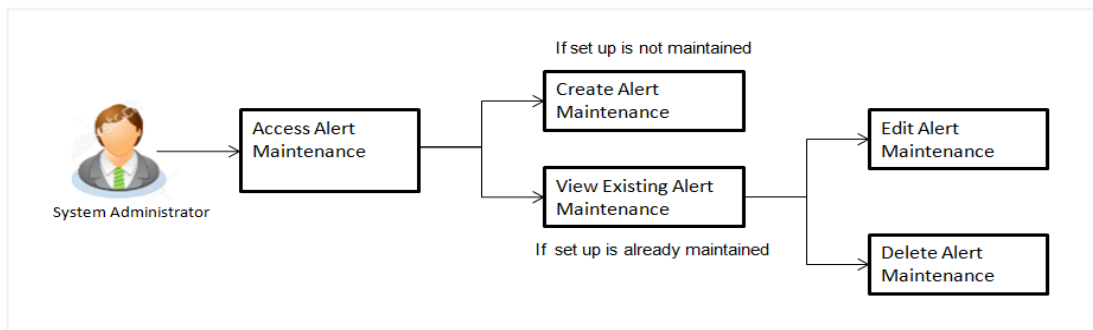 If set up is not maintained
Create Alert
Maintenance
Access Alert
Maintenance
Edit Alert
Maintenance
View Existing Alert
Maintenance
System Administrator
If set up is already maintained
Delete Alert
Maintenance